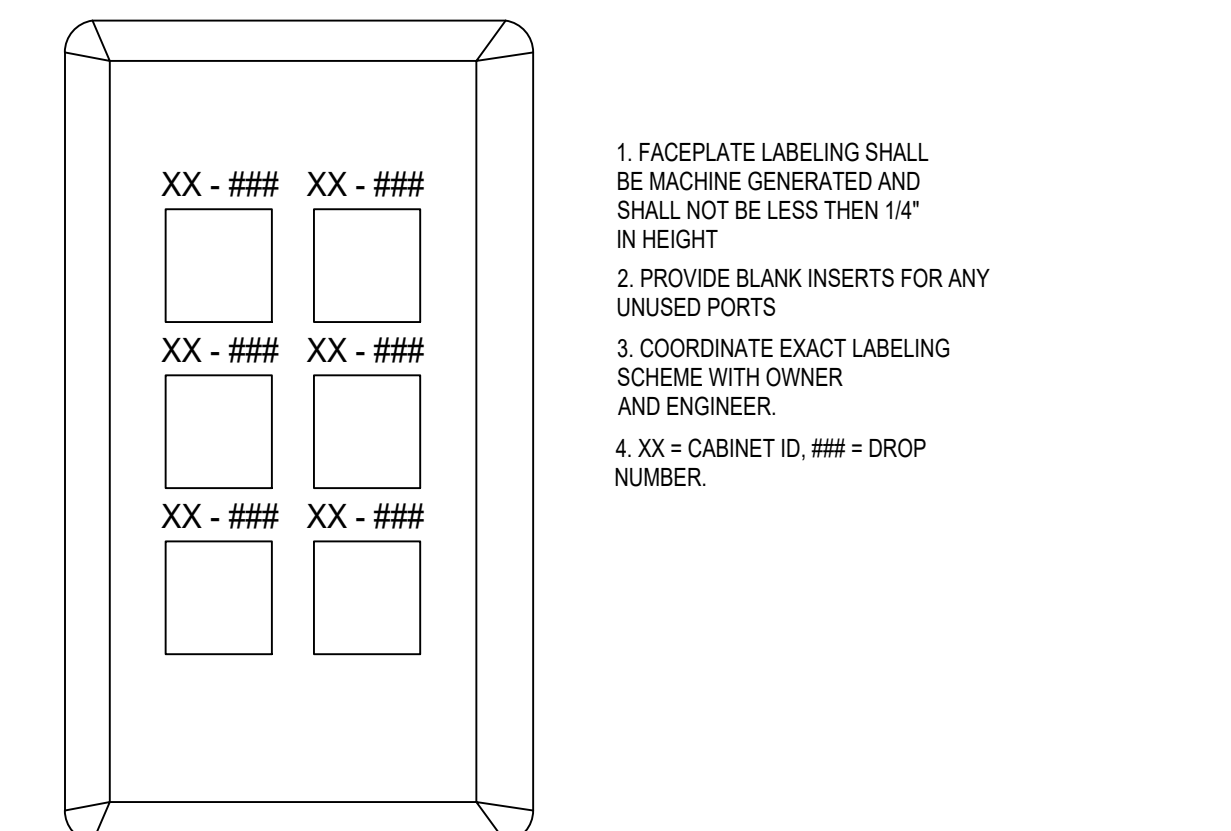 XX - ### XX - ###
XX - ### XX - ###
XX - ### XX - ###
1. FACEPLATE LABELING SHALL
BE MACHINE GENERATED AND
SHALL NOT BE LESS THEN 1/4"
IN HEIGHT
2. PROVIDE BLANK INSERTS FOR ANY
UNUSED PORTS
3. COORDINATE EXACT LABELING
SCHEME WITH OWNER
AND ENGINEER.
4. XX = CABINET ID, ### = DROP
NUMBER.